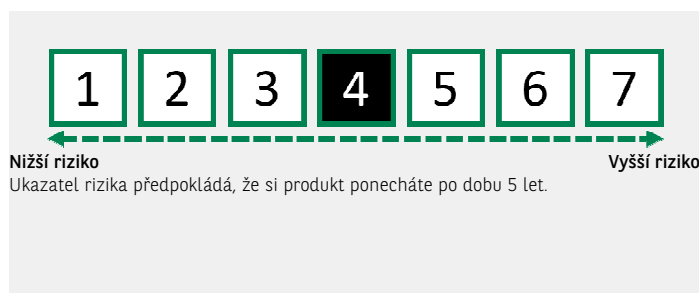 1 2 3 4 5 6 7
Nižší riziko Vyšší riziko
Ukazatel rizika předpokládá, že si produkt ponecháte po dobu 5 let.